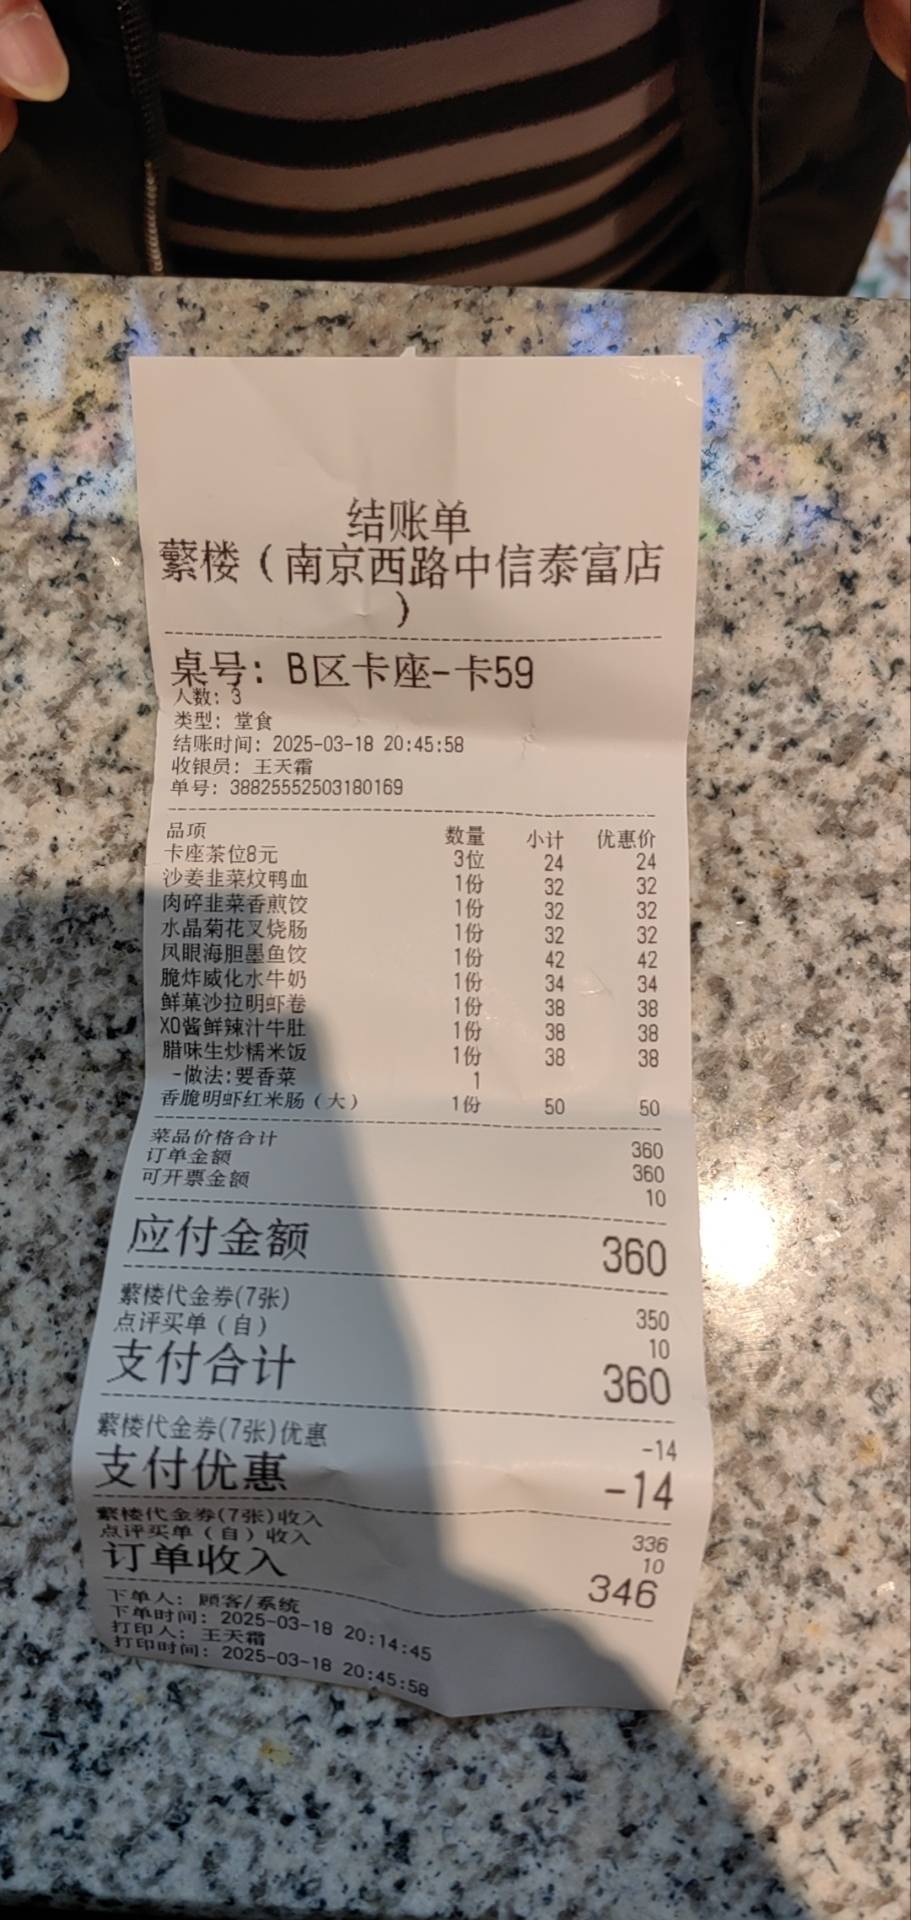 结账单
蘩楼（南京西路中信泰富店
）
桌号: B区卡座-卡59
人数: 3
类型: 堂食
结账时间: 2025-03-18 20:45:58
收银员: 王天霜
单号: 38825552503180169
品项 数量 小计 优惠价
卡座茶位8元 3位 24 24
沙姜韭菜炆鸭血 1份 32 32
肉碎韭菜香煎饺 1份 32 32
水晶菊花叉烧肠 1份 32 32
凤眼海胆墨鱼饺 1份 42 42
脆炸威化水牛奶 1份 34 34
鲜菓沙拉明虾卷 1份 38 38
XO酱鲜辣汁牛肚 1份 38 38
腊味生炒糯米饭 1份 38 38
-做法:要香菜 1
香脆明虾红米肠（大） 1份 50 50
菜品价格合计 360
订单金额 360
可开票金额 10
应付金额 360
蘩楼代金券(7张) 350
点评买单（自） 10
支付合计 360
蘩楼代金券(7张)优惠 -14
支付优惠 -14
蘩楼代金券(7张)收入 336
点评买单（自）收入 10
订单收入 346
下单人: 顾客/系统
下单时间: 2025-03-18 20:14:45
打印人: 王天霜
打印时间: 2025-03-18 20:45:58